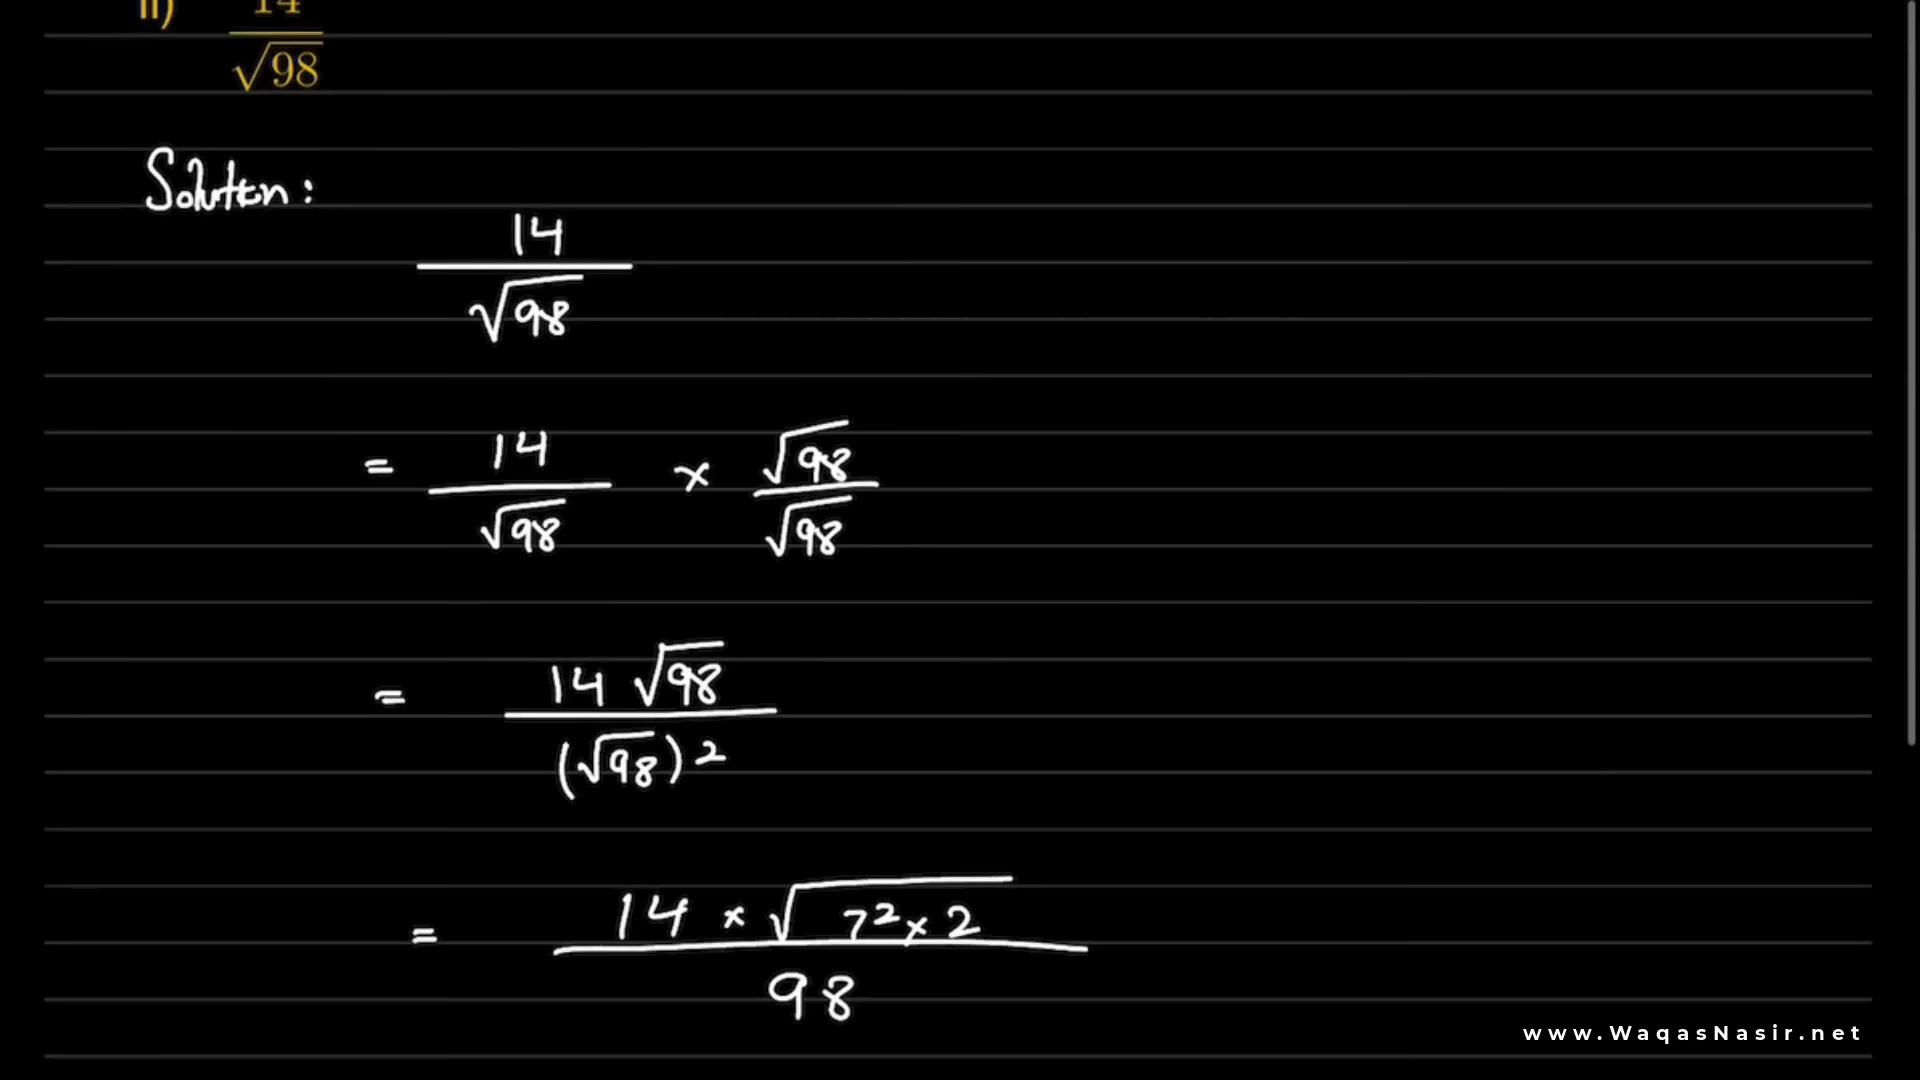 ii) 14/√98
Solution:
14/√98
= 14/√98 × √98/√98
= 14√98/(√98)²
= 14 × √(7² × 2)/98
www.WaqasNasir.net